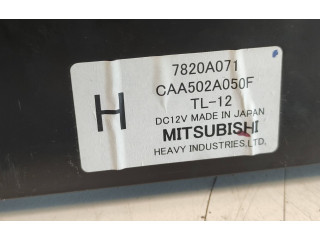 7820A071
CAA502A050F
H
TL-12
DC12V MADE IN JAPAN
MITSUBISHI
HEAVY INDUSTRIES, LTD.